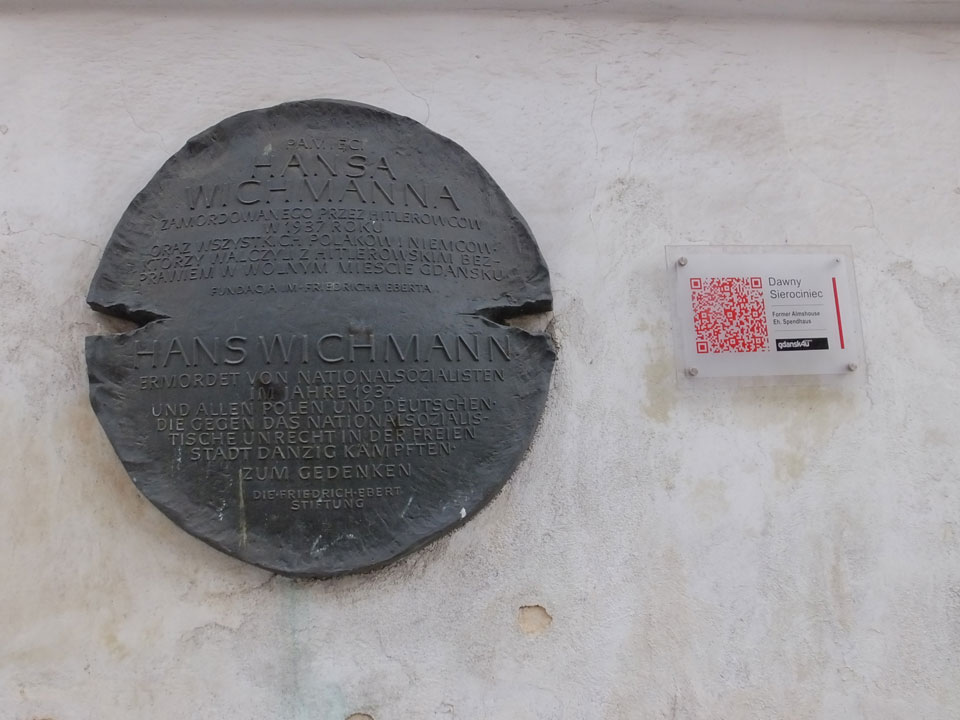 PAMIĘCI
HANSA
WICHMANNA
ZAMORDOWANEGO PRZEZ HITLEROWCÓW
W 1937 ROKU
ORAZ WSZYSTKICH POLAKÓW I NIEMCÓW·
KTÓRZY WALCZYLI Z HITLEROWSKIM BEZ-
PRAWIEM W WOLNYM MIEŚCIE GDAŃSKU
FUNDACJA·IM·FRIEDRICHA EBERTA
HANS WICHMANN
ERMORDET VON NATIONALSOZIALISTEN
IM JAHRE 1937
UND ALLEN POLEN UND DEUTSCHEN·
DIE GEGEN DAS NATIONALSOZIALIS-
TISCHE UNRECHT IN DER FREIEN
STADT DANZIG KÄMPFTEN·
ZUM GEDENKEN
DIE·FRIEDRICH·EBERT
STIFTUNG
Dawny
Sierociniec
Former Almshouse
Eh. Spendhaus
gdansk4u